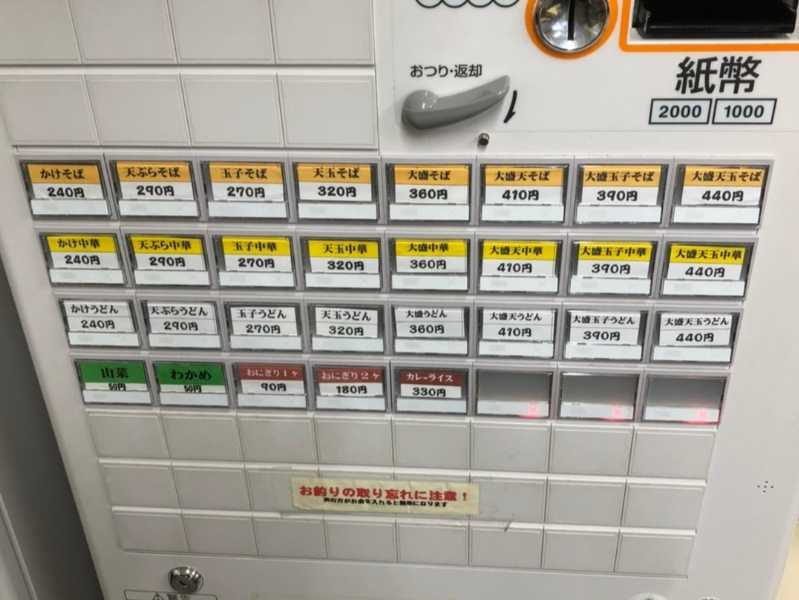 おつり・返却
紙幣
2000 1000
かけそば 天ぷらそば 玉子そば 天玉そば 大盛そば 大盛天そば 大盛玉子そば 大盛天玉そば
240円 290円 270円 320円 360円 410円 390円 440円
かけ中華 天ぷら中華 玉子中華 天玉中華 大盛中華 大盛天中華 大盛玉子中華 大盛天玉中華
240円 290円 270円 320円 360円 410円 390円 440円
かけうどん 天ぷらうどん 玉子うどん 天玉うどん 大盛うどん 大盛天うどん 大盛玉子うどん 大盛天玉うどん
240円 290円 270円 320円 360円 410円 390円 440円
山菜 わかめ おにぎり1ヶ おにぎり2ヶ カレーライス
50円 50円 90円 180円 330円
お釣りの取り忘れに注意！